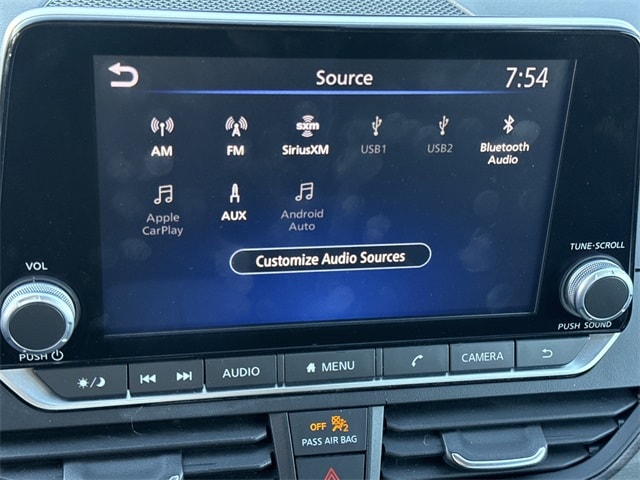 Source 7:54
AM FM SiriusXM USB1 USB2 Bluetooth Audio
Apple CarPlay AUX Android Auto
Customize Audio Sources
VOL
PUSH
TUNE·SCROLL
PUSH SOUND
AUDIO MENU CAMERA
OFF 2
PASS AIR BAG